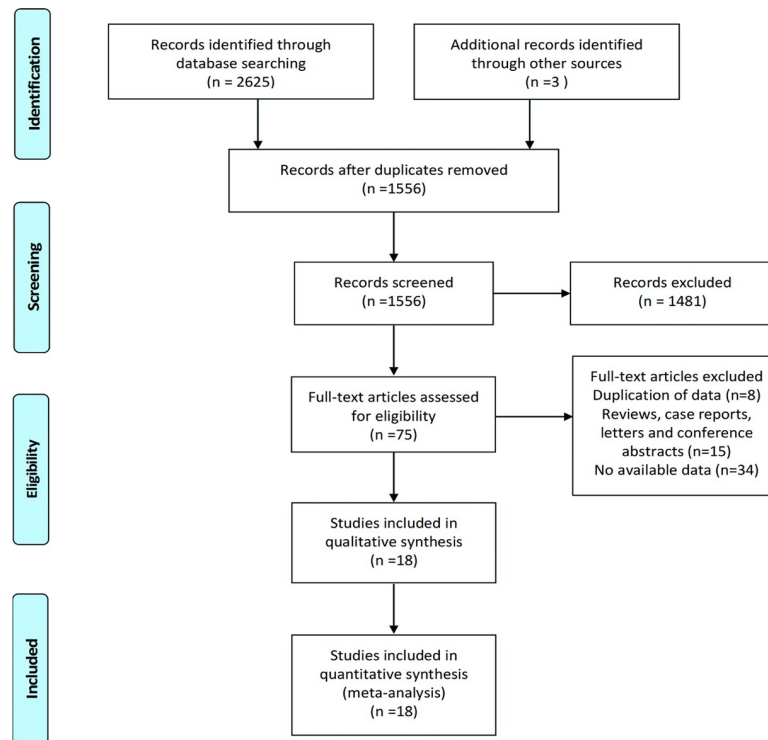 Identification
Records identified through
database searching
(n = 2625)
Additional records identified
through other sources
(n =3 )
Records after duplicates removed
(n =1556)
Screening
Records screened
(n =1556)
Records excluded
(n = 1481)
Eligibility
Full-text articles assessed
for eligibility
(n =75)
Full-text articles excluded
Duplication of data (n=8)
Reviews, case reports,
letters and conference
abstracts (n=15)
No available data (n=34)
Studies included in
qualitative synthesis
(n =18)
Included
Studies included in
quantitative synthesis
(meta-analysis)
(n =18)